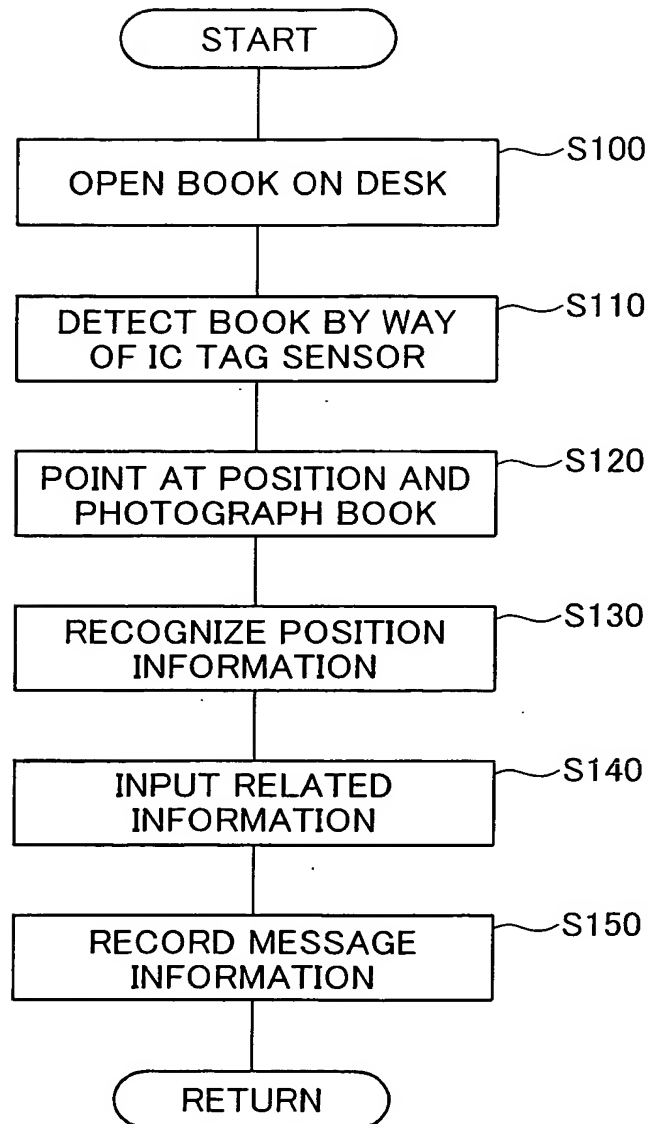 START
OPEN BOOK ON DESK
S100
DETECT BOOK BY WAY
OF IC TAG SENSOR
S110
POINT AT POSITION AND
PHOTOGRAPH BOOK
S120
RECOGNIZE POSITION
INFORMATION
S130
INPUT RELATED
INFORMATION
S140
RECORD MESSAGE
INFORMATION
S150
RETURN